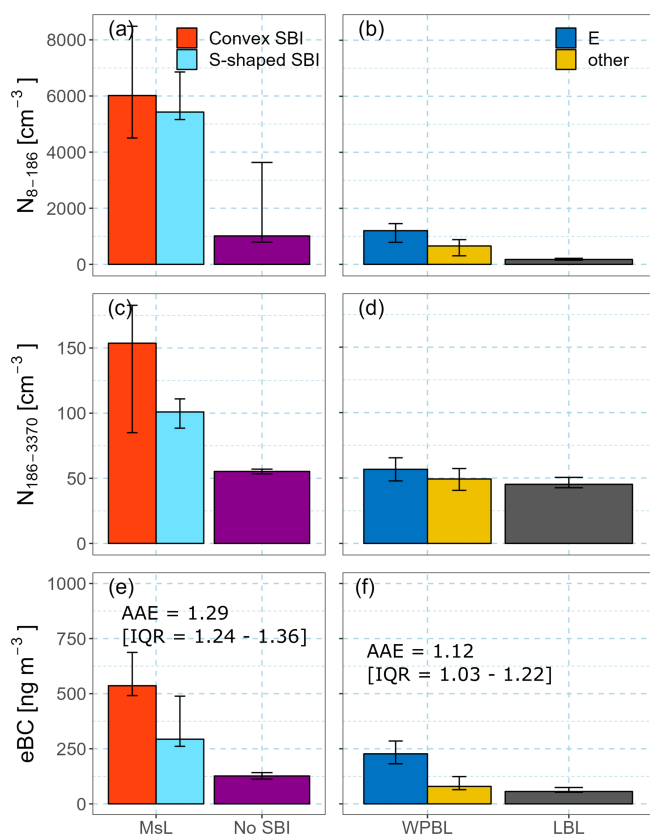 (a)
Convex SBI
S-shaped SBI
(b)
E
other
8000
6000
4000
2000
0
N8−186 [cm−3]
(c)
(d)
150
100
50
0
N186−3370 [cm−3]
(e)
AAE = 1.29
[IQR = 1.24 - 1.36]
(f)
AAE = 1.12
[IQR = 1.03 - 1.22]
1000
750
500
250
0
eBC [ng m−3]
MsL
No SBI
WPBL
LBL